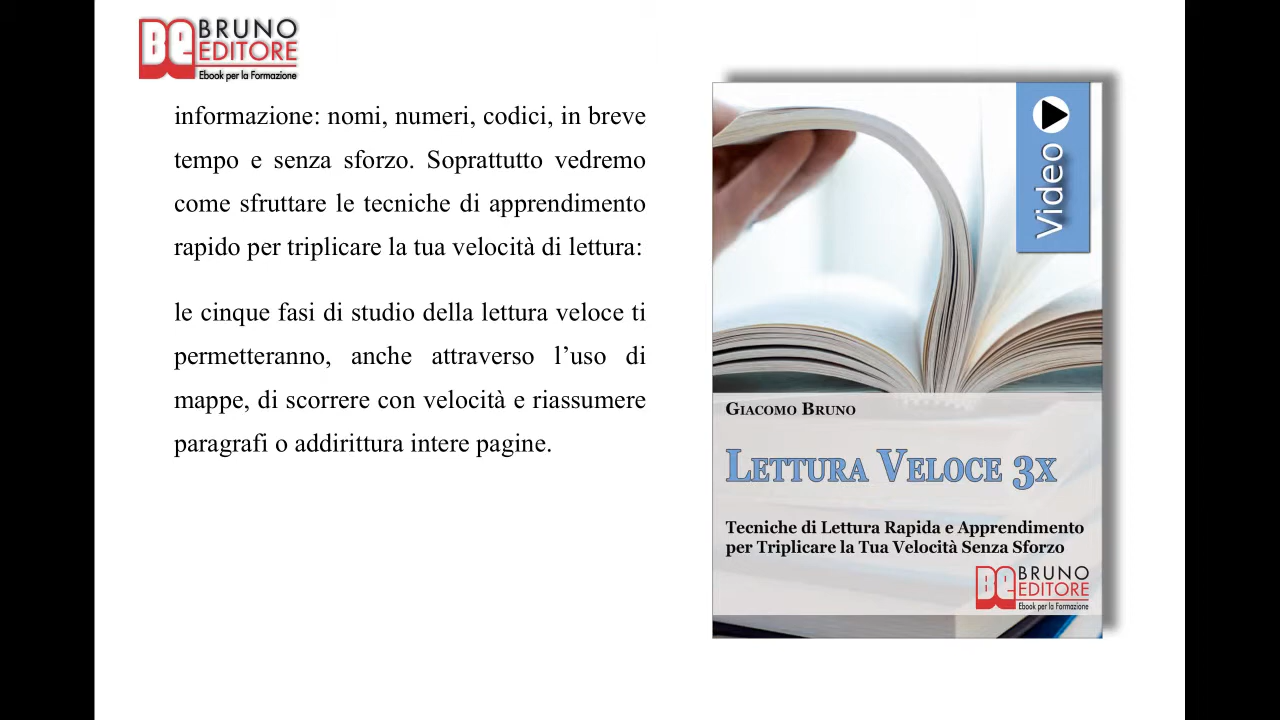 BRUNO
EDITORE
Ebook per la Formazione
informazione: nomi, numeri, codici, in breve
tempo e senza sforzo. Soprattutto vedremo
come sfruttare le tecniche di apprendimento
rapido per triplicare la tua velocità di lettura:
le cinque fasi di studio della lettura veloce ti
permetteranno, anche attraverso l’uso di
mappe, di scorrere con velocità e riassumere
paragrafi o addirittura intere pagine.
Video
GIACOMO BRUNO
LETTURA VELOCE 3X
Tecniche di Lettura Rapida e Apprendimento
per Triplicare la Tua Velocità Senza Sforzo
BRUNO
EDITORE
Ebook per la Formazione